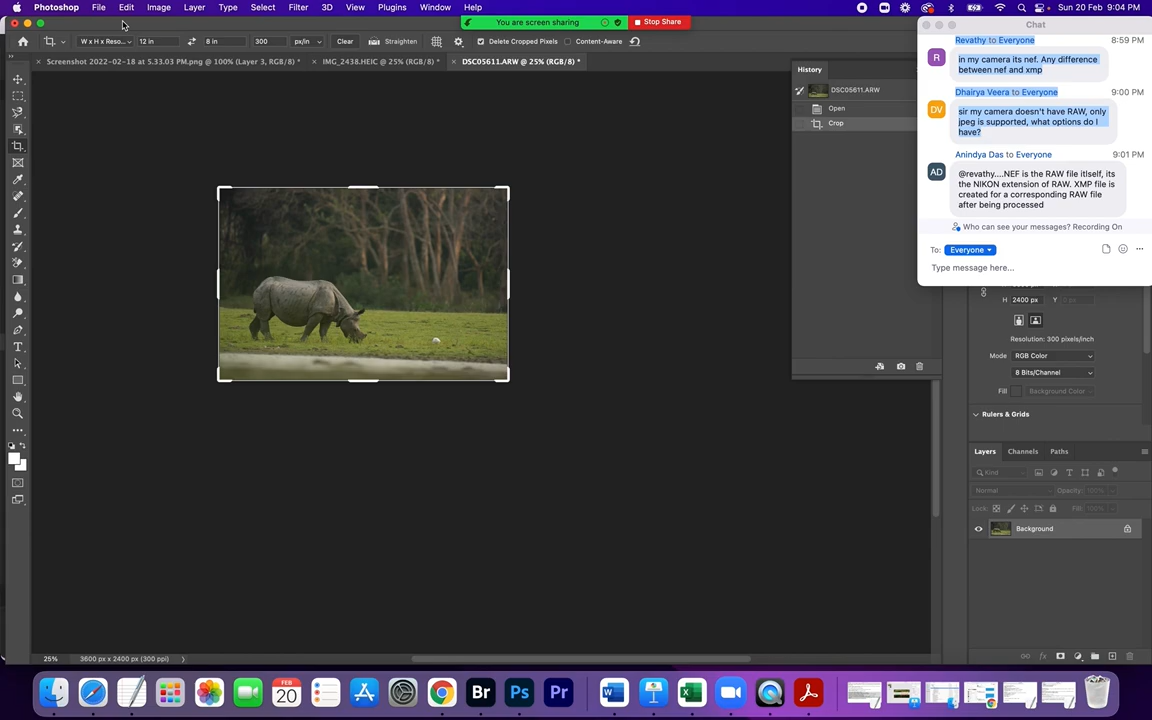 Photoshop File Edit Image Layer Type Select Filter 3D View Plugins Window Help Sun 20 Feb 9:04 PM
You are screen sharing Stop Share
W x H x Reso... 12 in 8 in 300 px/in Clear Straighten Delete Cropped Pixels Content-Aware
Screenshot 2022-02-18 at 5.33.03 PM.png @ 100% (Layer 3, RGB/8) * IMG_2438.HEIC @ 25% (RGB/8) * DSC05611.ARW @ 25% (RGB/8) *
History
DSC05611.ARW
Open
Crop
Chat
Revathy to Everyone 8:59 PM
R
in my camera its nef. Any difference
between nef and xmp
Dhairya Veera to Everyone 9:00 PM
DV
sir my camera doesn't have RAW, only
jpeg is supported, what options do I
have?
Anindya Das to Everyone 9:01 PM
AD
@revathy....NEF is the RAW file itlself, its
the NIKON extension of RAW. XMP file is
created for a corresponding RAW file
after being processed
Who can see your messages? Recording On
To: Everyone
Type message here...
H 2400 px Y 0 px
Resolution: 300 pixels/inch
Mode RGB Color
8 Bits/Channel
Fill Background Color
Rulers & Grids
Layers Channels Paths
Kind
Normal Opacity: 100%
Lock: Fill: 100%
Background
25% 3600 px x 2400 px (300 ppi)
FEB
20
Br Ps Pr